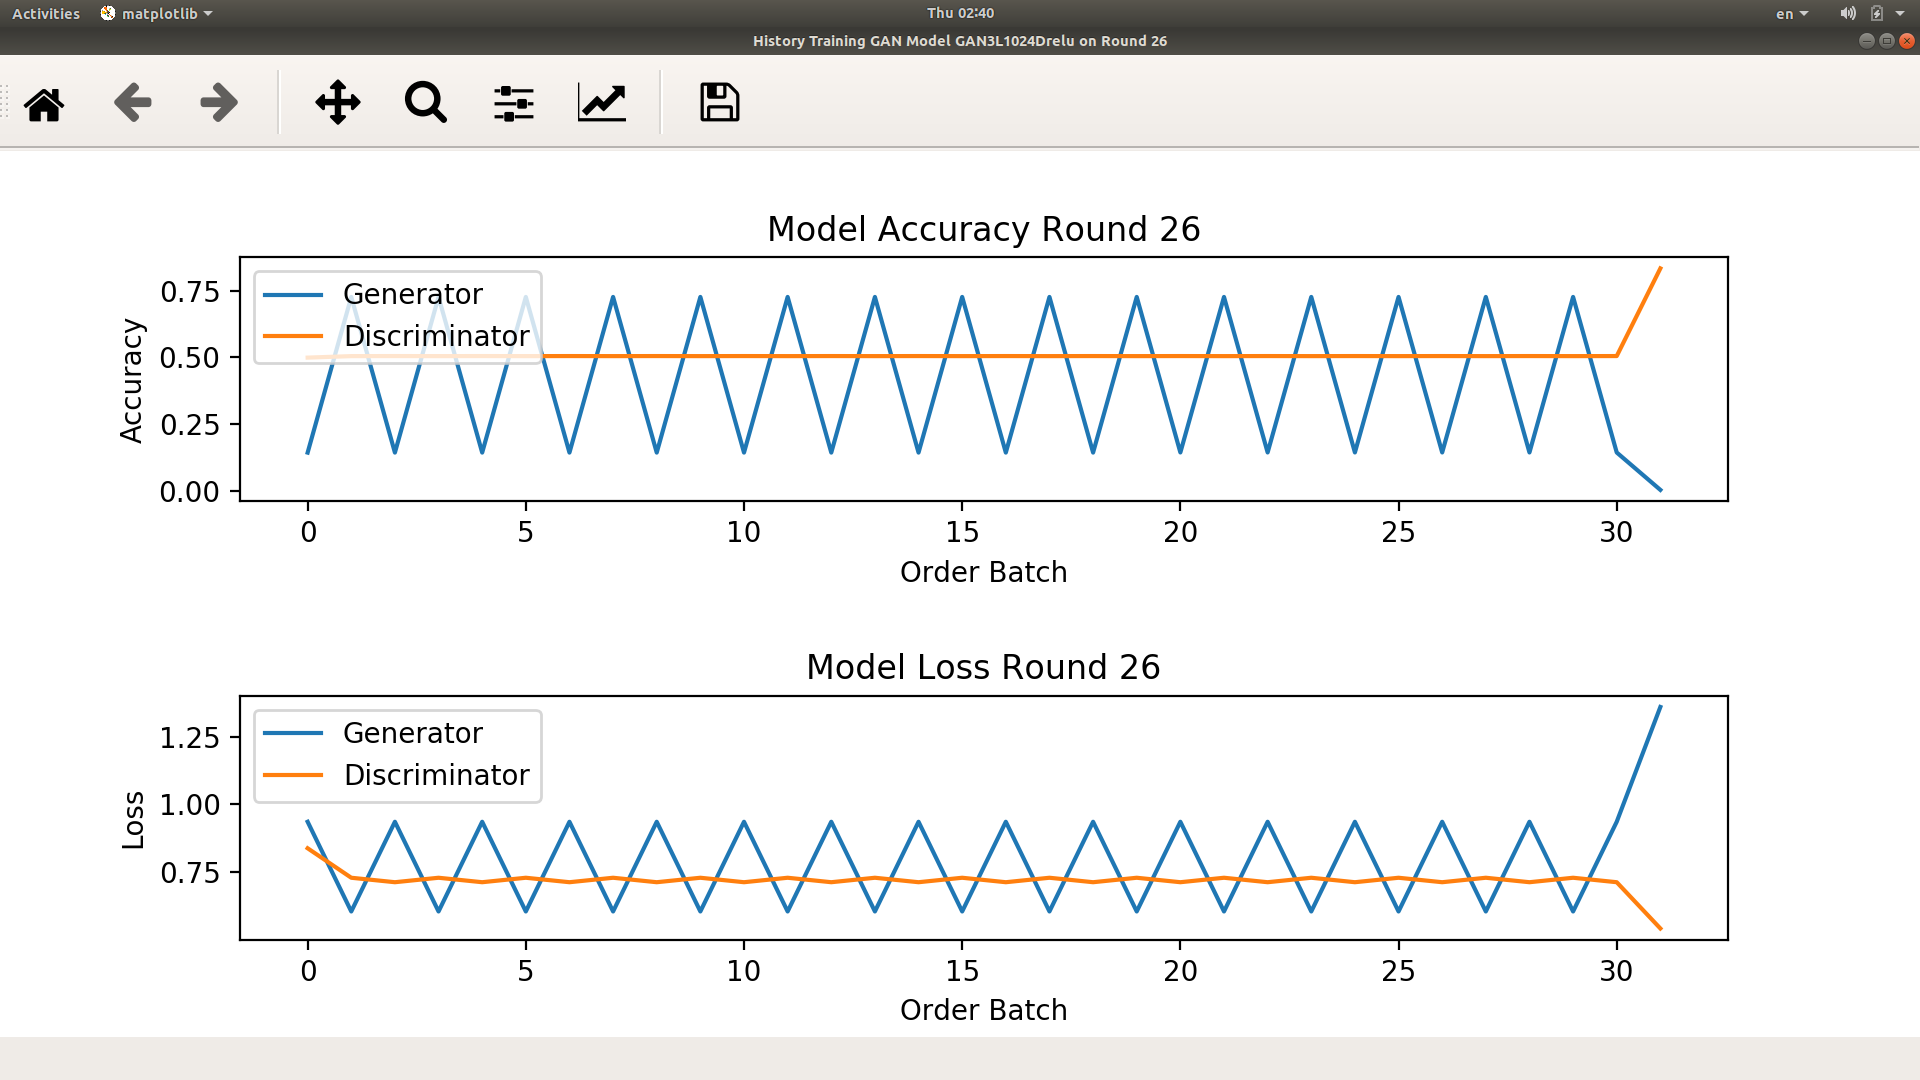 Activities matplotlib Thu 02:40 en
History Training GAN Model GAN3L1024Drelu on Round 26
Model Accuracy Round 26
Generator
Discriminator
Accuracy
0.75
0.50
0.25
0.00
0 5 10 15 20 25 30
Order Batch
Model Loss Round 26
Generator
Discriminator
Loss
1.25
1.00
0.75
0 5 10 15 20 25 30
Order Batch